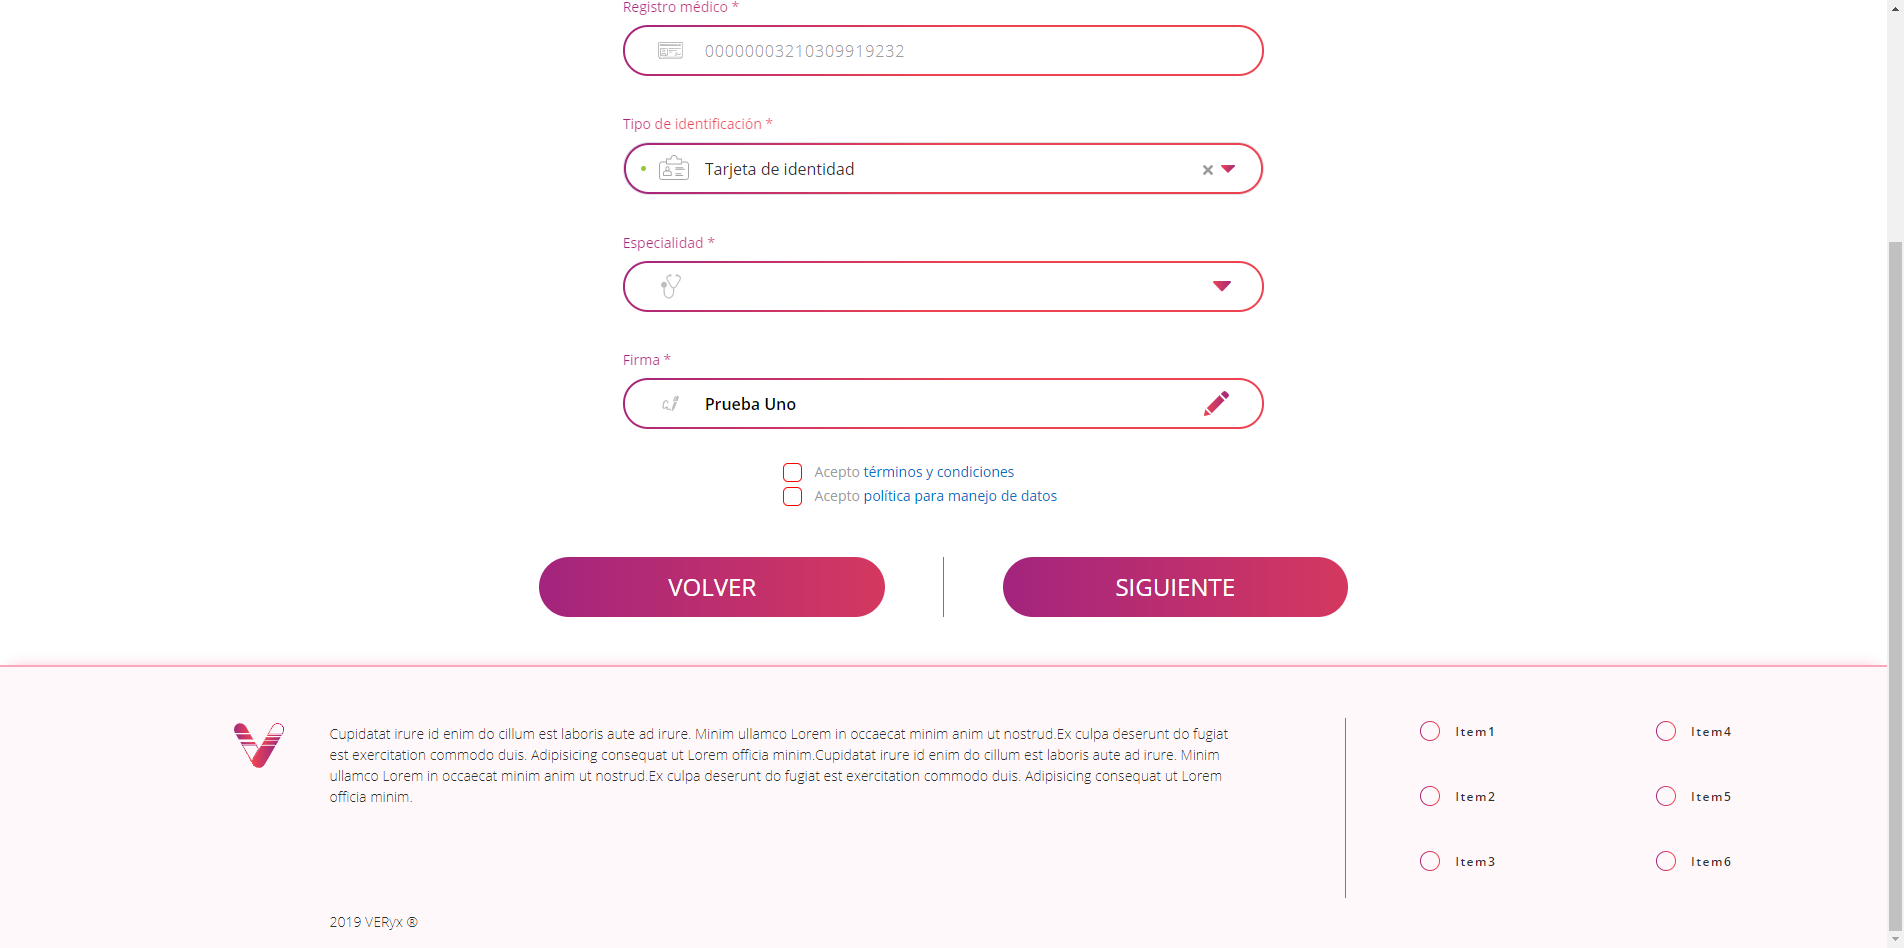 Registro médico *
00000003210309919232
Tipo de identificación *
Tarjeta de identidad
Especialidad *
Firma *
Prueba Uno
Acepto términos y condiciones
Acepto política para manejo de datos
VOLVER
SIGUIENTE
Cupidatat irure id enim do cillum est laboris aute ad irure. Minim ullamco Lorem in occaecat minim anim ut nostrud.Ex culpa deserunt do fugiat
est exercitation commodo duis. Adipisicing consequat ut Lorem officia minim.Cupidatat irure id enim do cillum est laboris aute ad irure. Minim
ullamco Lorem in occaecat minim anim ut nostrud.Ex culpa deserunt do fugiat est exercitation commodo duis. Adipisicing consequat ut Lorem
officia minim.
2019 VERyx ®
Item1
Item2
Item3
Item4
Item5
Item6